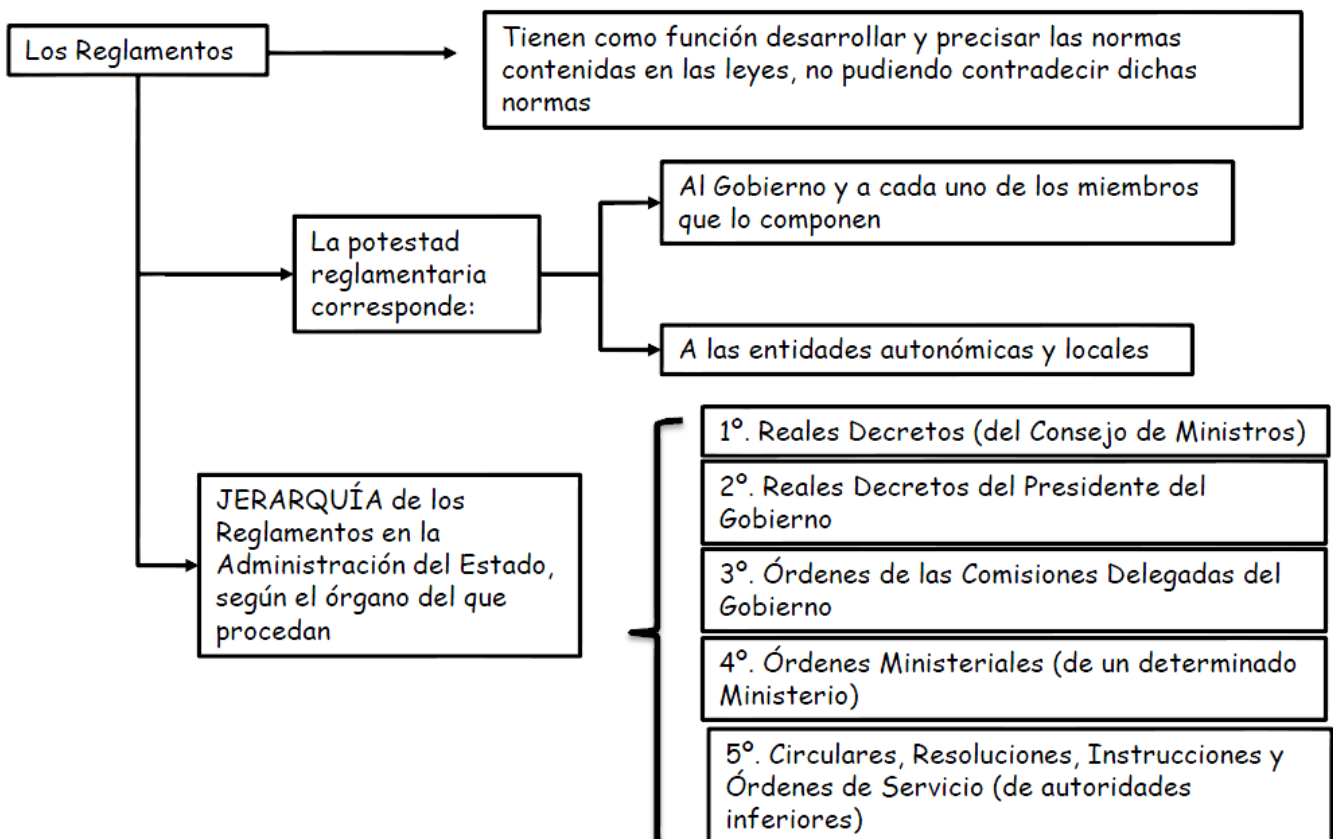 Los Reglamentos
Tienen como función desarrollar y precisar las normas
contenidas en las leyes, no pudiendo contradecir dichas
normas
La potestad
reglamentaria
corresponde:
Al Gobierno y a cada uno de los miembros
que lo componen
A las entidades autonómicas y locales
JERARQUÍA de los
Reglamentos en la
Administración del Estado,
según el órgano del que
procedan
1º. Reales Decretos (del Consejo de Ministros)
2º. Reales Decretos del Presidente del
Gobierno
3º. Órdenes de las Comisiones Delegadas del
Gobierno
4º. Órdenes Ministeriales (de un determinado
Ministerio)
5º. Circulares, Resoluciones, Instrucciones y
Órdenes de Servicio (de autoridades
inferiores)